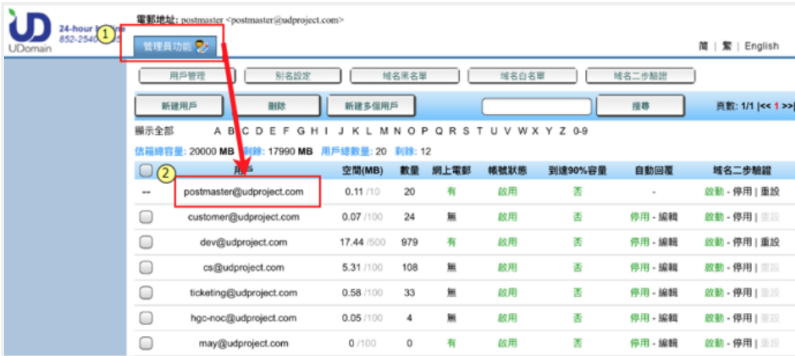 電郵地址: postmaster <postmaster@udproject.com>
UDomain
24-hour
852-2540
1
管理員功能
简 | 繁 | English
用戶管理 別名設定 域名黑名單 域名白名單 域名二步驗證
新建用戶 刪除 新建多個用戶 搜尋 頁數: 1/1 |<< 1 >>|
顯示全部 A B C D E F G H I J K L M N O P Q R S T U V W X Y Z 0-9
信箱總容量: 20000 MB 剩餘: 17990 MB 用戶總數量: 20 剩餘: 12
2
用戶 空間(MB) 數量 網上電郵 帳號狀態 到達90%容量 自動回覆 域名二步驗證
-- postmaster@udproject.com 0.11 /10 20 有 啟用 否 - 啟動 - 停用 | 重設
customer@udproject.com 0.07 /100 24 無 啟用 否 停用 - 編輯 啟動 - 停用 | 重設
dev@udproject.com 17.44 /500 979 有 啟用 否 停用 - 編輯 啟動 - 停用 | 重設
cs@udproject.com 5.31 /100 108 無 啟用 否 停用 - 編輯 啟動 - 停用 | 重設
ticketing@udproject.com 0.58 /100 33 無 啟用 否 停用 - 編輯 啟動 - 停用 | 重設
hgc-noc@udproject.com 0.05 /100 4 無 啟用 否 停用 - 編輯 啟動 - 停用 | 重設
may@udproject.com 0 /100 0 有 啟用 否 停用 - 編輯 啟動 - 停用 | 重設